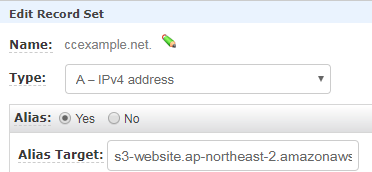 Edit Record Set
Name: ccexample.net.
Type: A – IPv4 address
Alias: Yes No
Alias Target: s3-website.ap-northeast-2.amazonaws